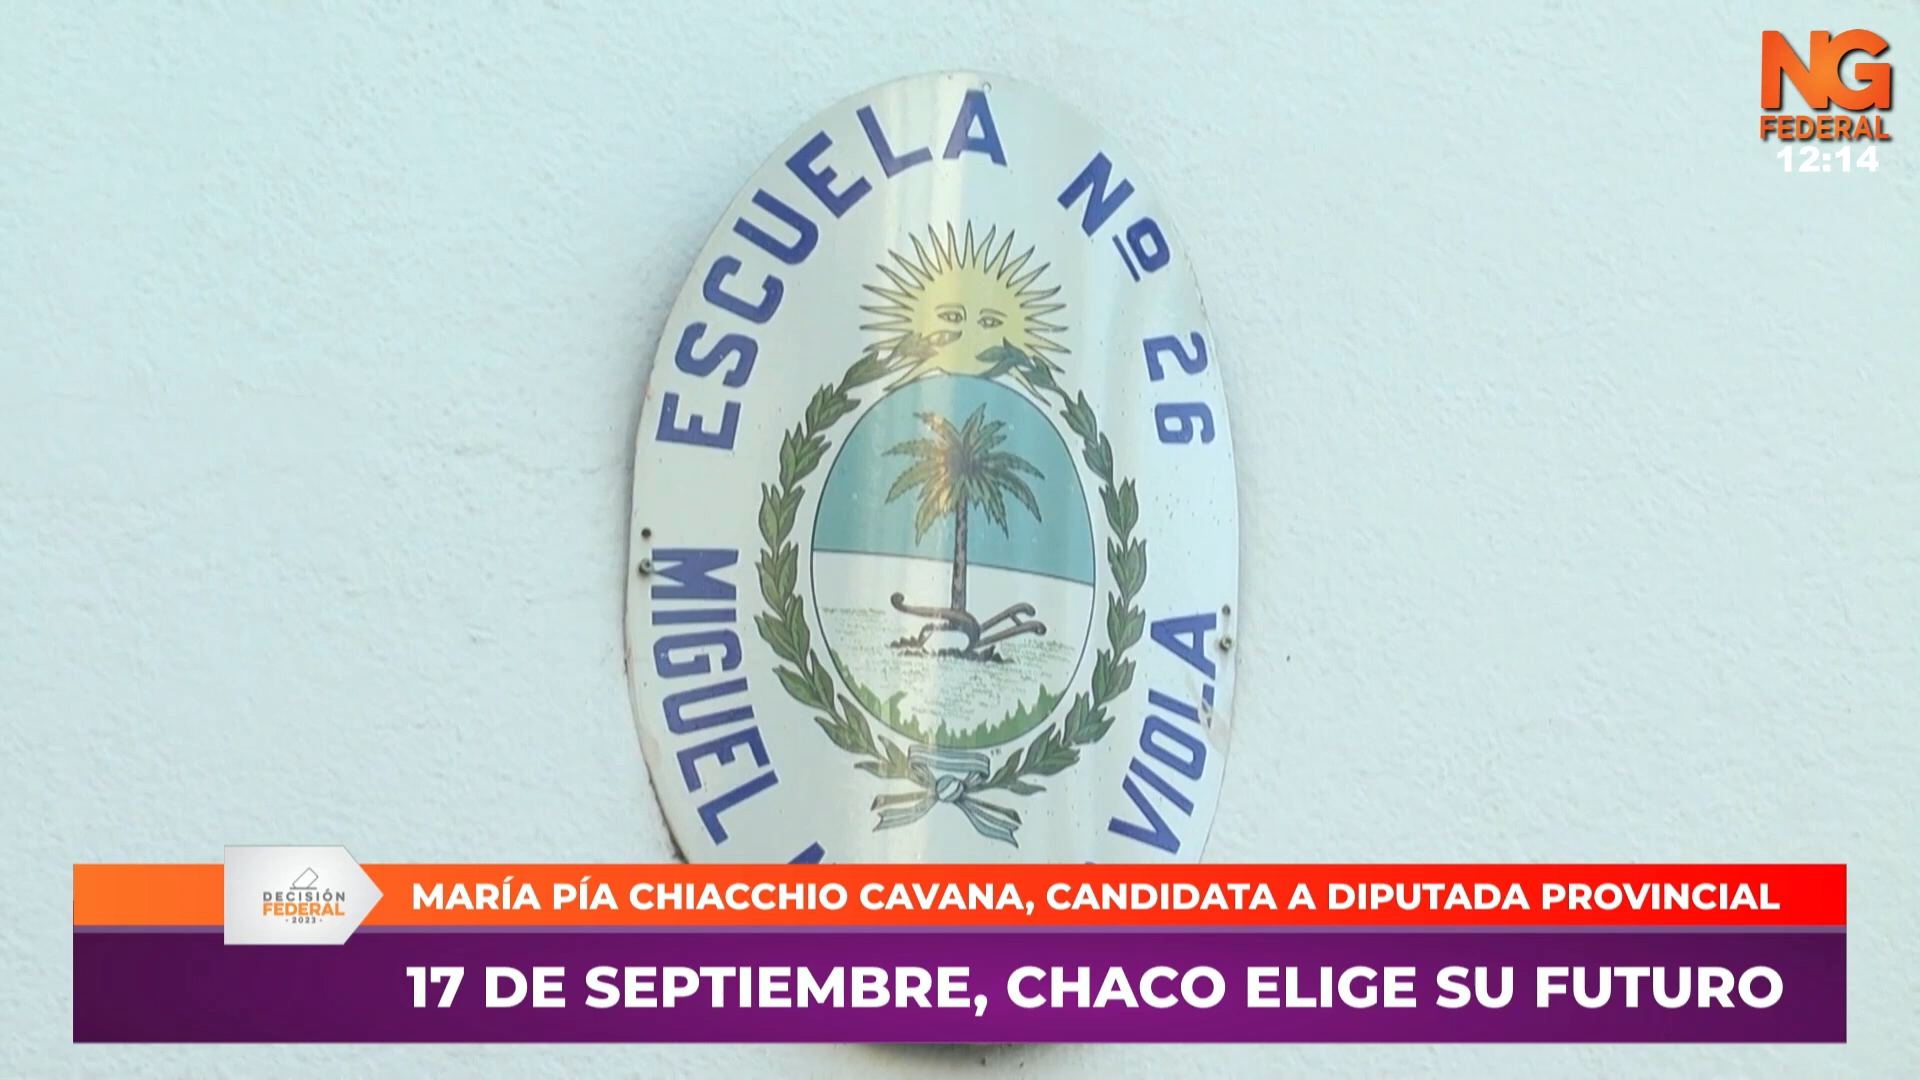 NG
FEDERAL
12:14
ESCUELA Nº 26
MIGUEL
VIOLA
DECISIÓN
FEDERAL
· 2023 ·
MARÍA PÍA CHIACCHIO CAVANA, CANDIDATA A DIPUTADA PROVINCIAL
17 DE SEPTIEMBRE, CHACO ELIGE SU FUTURO